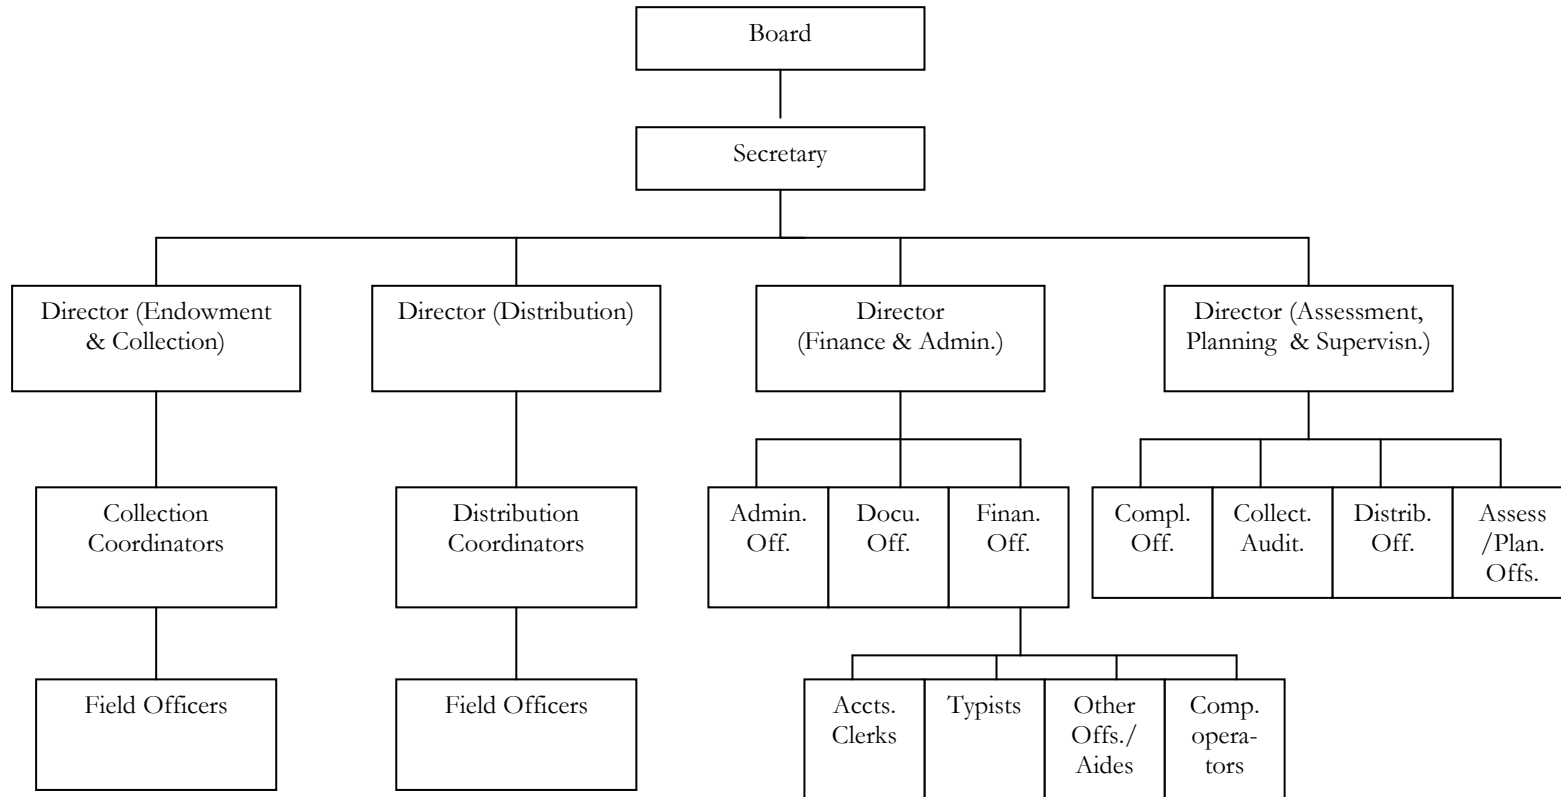 Board
Secretary
Director (Endowment
& Collection)
Director (Distribution)
Director
(Finance & Admin.)
Director (Assessment,
Planning & Supervisn.)
Collection
Coordinators
Distribution
Coordinators
Admin.
Off.
Docu.
Off.
Finan.
Off.
Compl.
Off.
Collect.
Audit.
Distrib.
Off.
Assess
/Plan.
Offs.
Field Officers
Field Officers
Accts.
Clerks
Typists
Other
Offs./
Aides
Comp.
opera-
tors